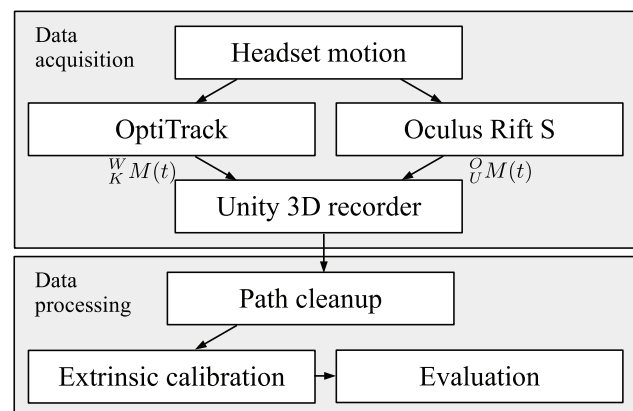 Data
acquisition
Headset motion
OptiTrack
Oculus Rift S
W
K M(t)
O
U M(t)
Unity 3D recorder
Data
processing
Path cleanup
Extrinsic calibration
Evaluation